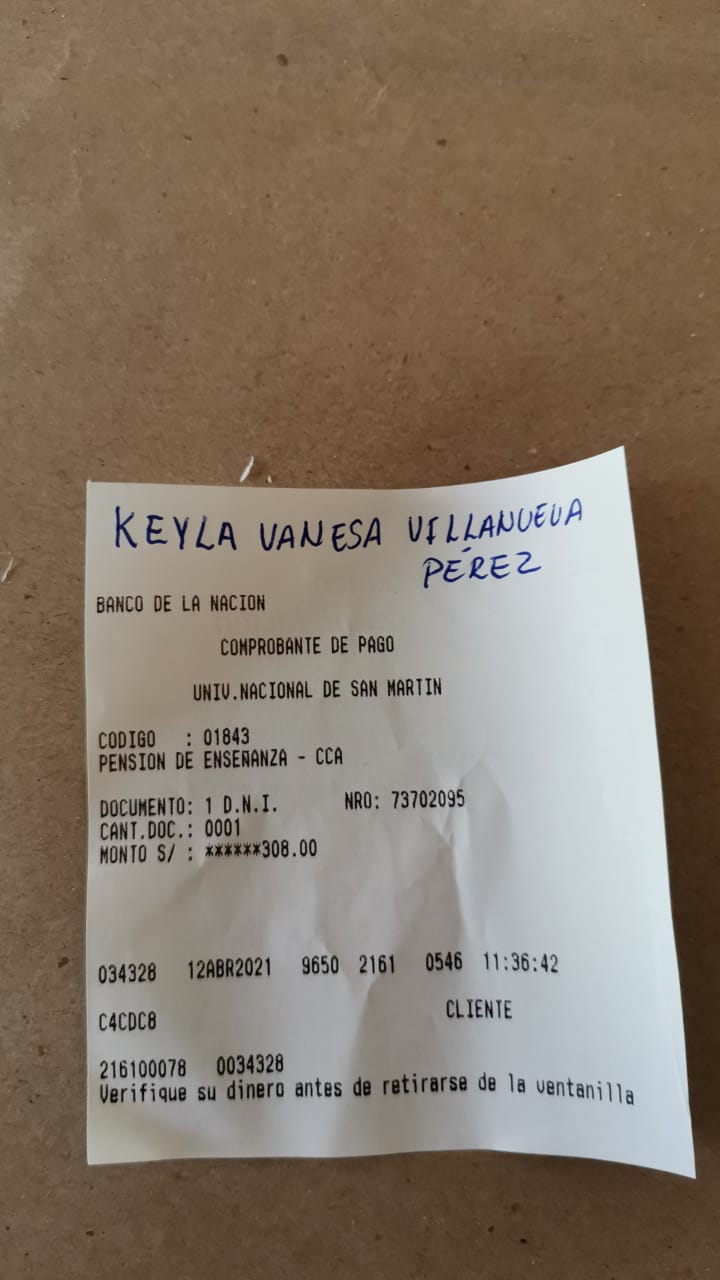 KEYLA VANESA VILLANUEVA
PÉREZ
BANCO DE LA NACION
COMPROBANTE DE PAGO
UNIV.NACIONAL DE SAN MARTIN
CODIGO : 01843
PENSION DE ENSEÑANZA - CCA
DOCUMENTO: 1 D.N.I. NRO: 73702095
CANT.DOC.: 0001
MONTO S/ : ******308.00
034328 12ABR2021 9650 2161 0546 11:36:42
C4CDC8 CLIENTE
216100078 0034328
Verifique su dinero antes de retirarse de la ventanilla